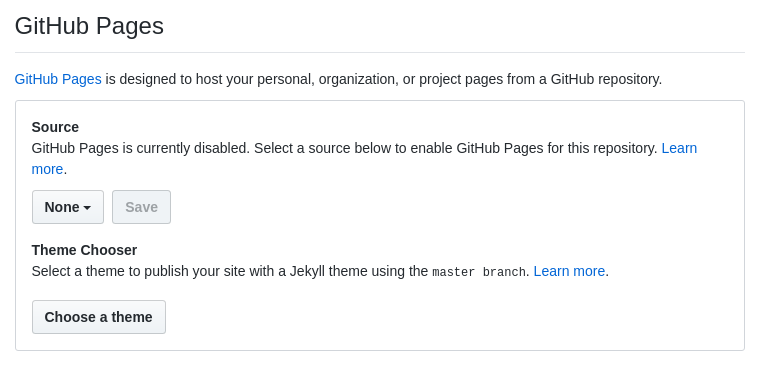 GitHub Pages
GitHub Pages is designed to host your personal, organization, or project pages from a GitHub repository.
Source
GitHub Pages is currently disabled. Select a source below to enable GitHub Pages for this repository. Learn
more.
None Save
Theme Chooser
Select a theme to publish your site with a Jekyll theme using the master branch. Learn more.
Choose a theme